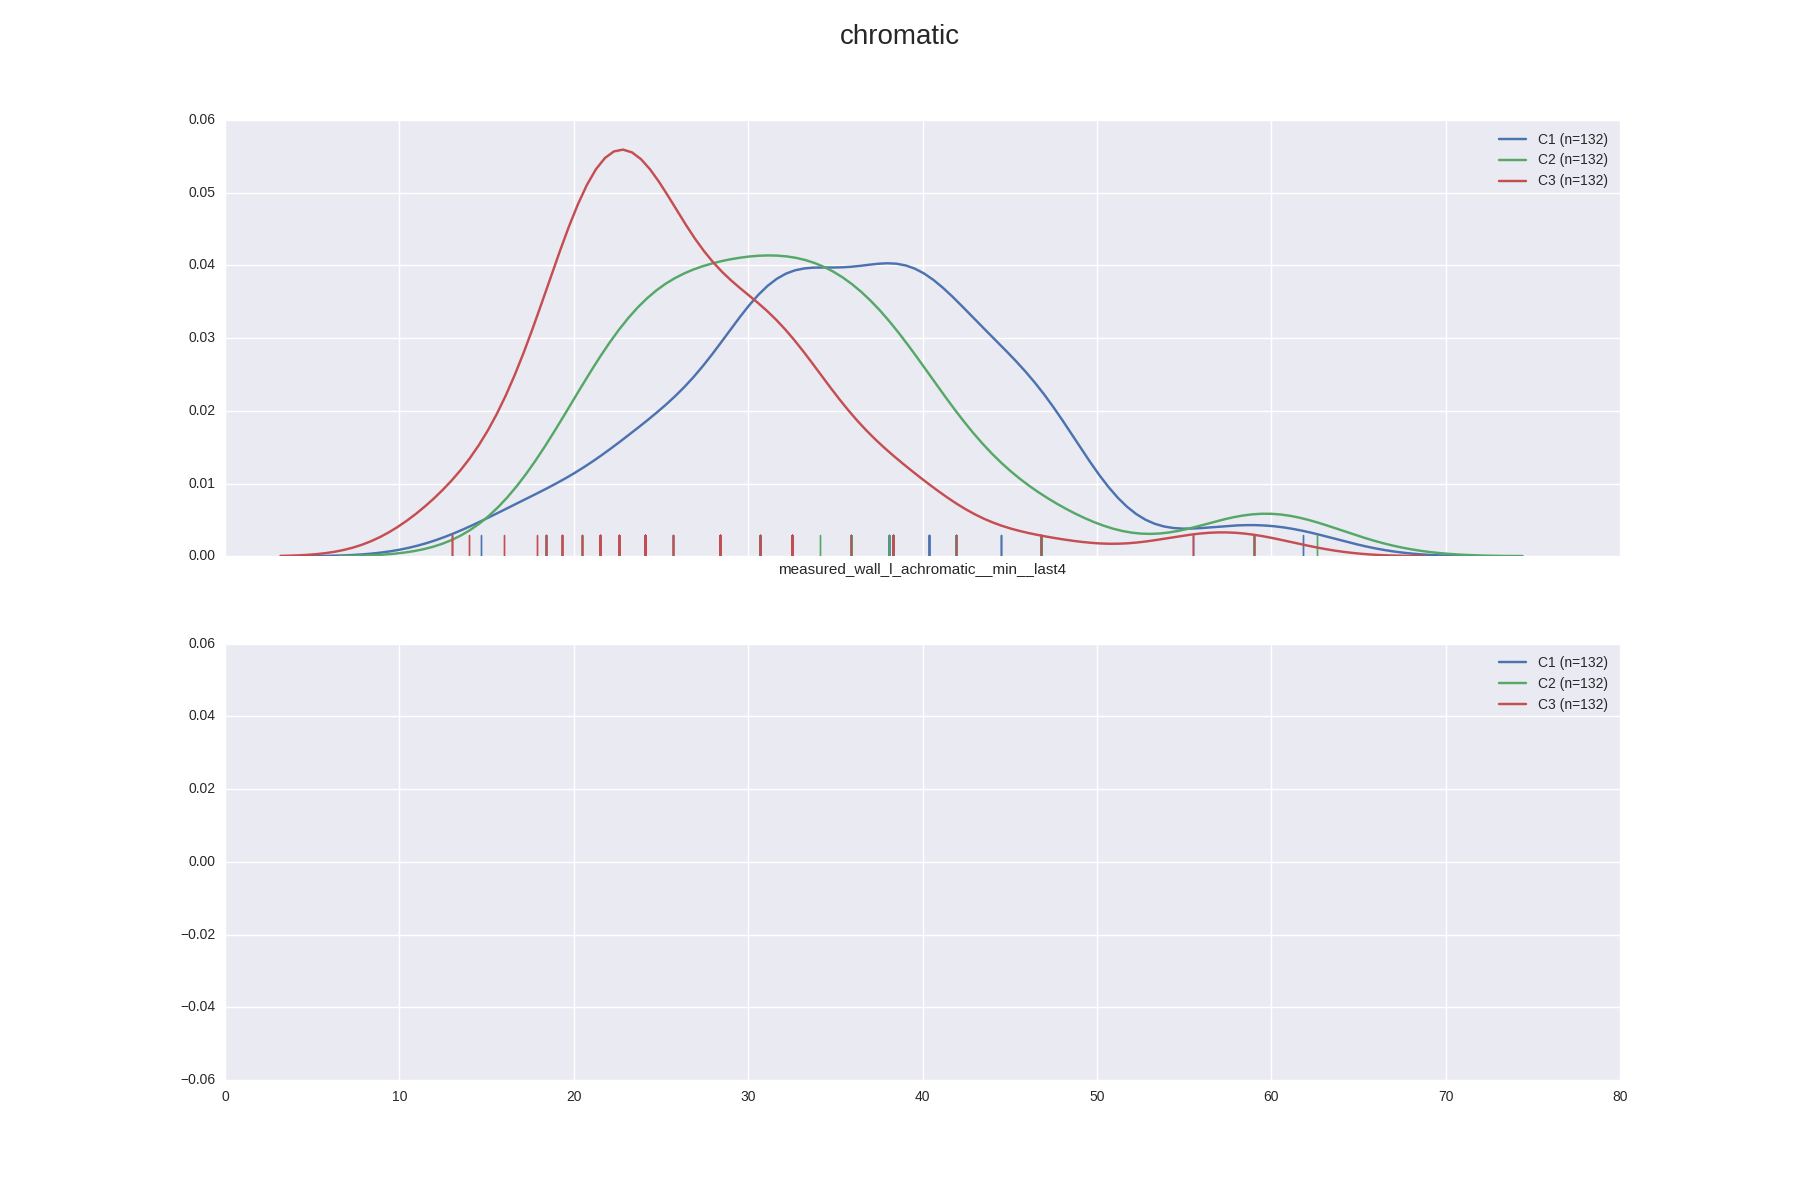 chromatic
0.06
0.05
0.04
0.03
0.02
0.01
0.00
C1 (n=132)
C2 (n=132)
C3 (n=132)
measured_wall_l_achromatic__min__last4
0.06
0.04
0.02
0.00
−0.02
−0.04
−0.06
C1 (n=132)
C2 (n=132)
C3 (n=132)
0 10 20 30 40 50 60 70 80